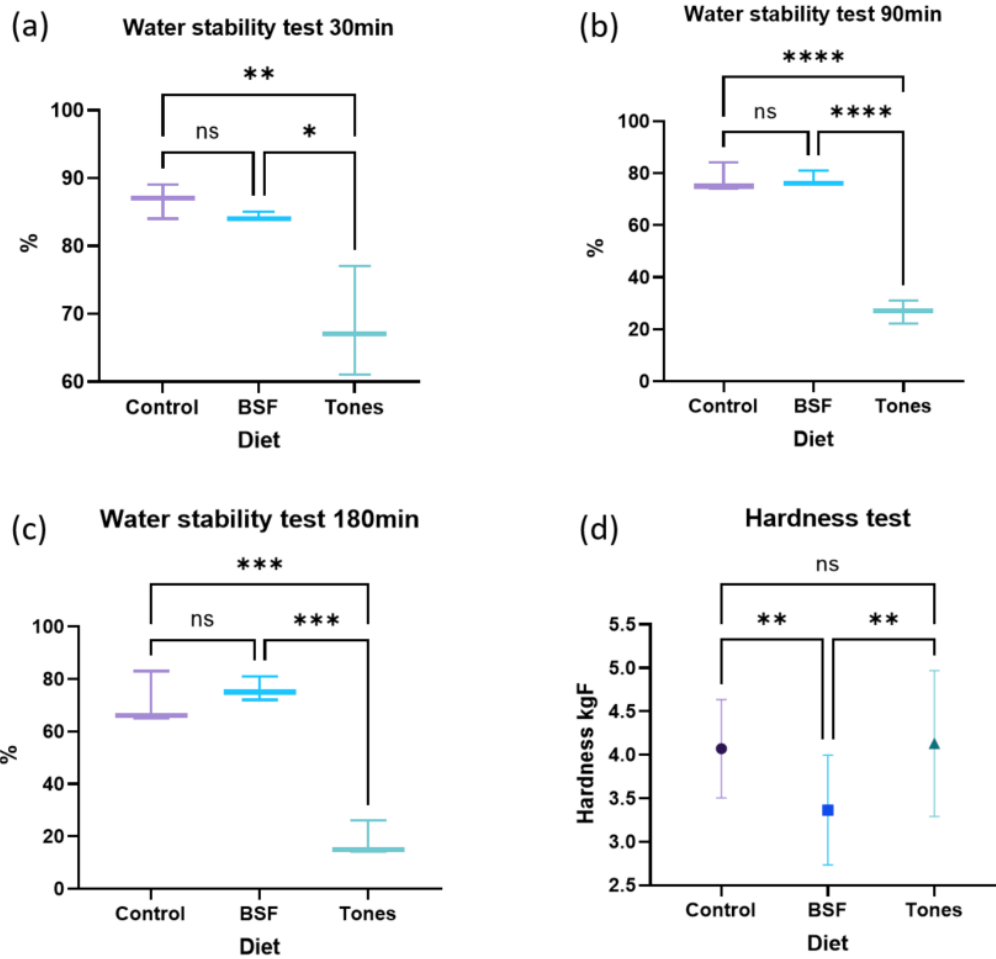 (a)
Water stability test 30min
**
ns
*
100
90
80
70
60
%
Control BSF Tones
Diet
(b)
Water stability test 90min
****
ns
****
100
80
60
40
20
0
%
Control BSF Tones
Diet
(c)
Water stability test 180min
***
ns
***
100
80
60
40
20
0
%
Control BSF Tones
Diet
(d)
Hardness test
ns
**
**
5.5
5.0
4.5
4.0
3.5
3.0
2.5
Hardness kgF
Control BSF Tones
Diet